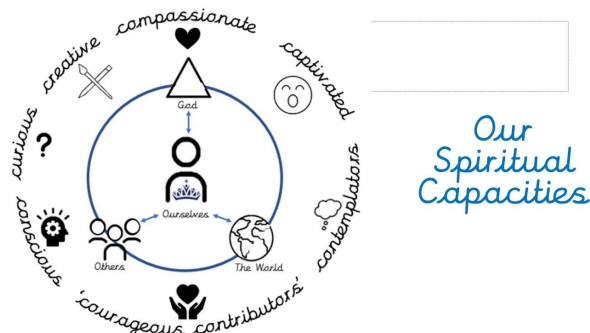 compassionate
creative
captivated
God
?
curious
contemplators
Ourselves
conscious
Others
The World
'courageous contributors'
Our
Spiritual
Capacities